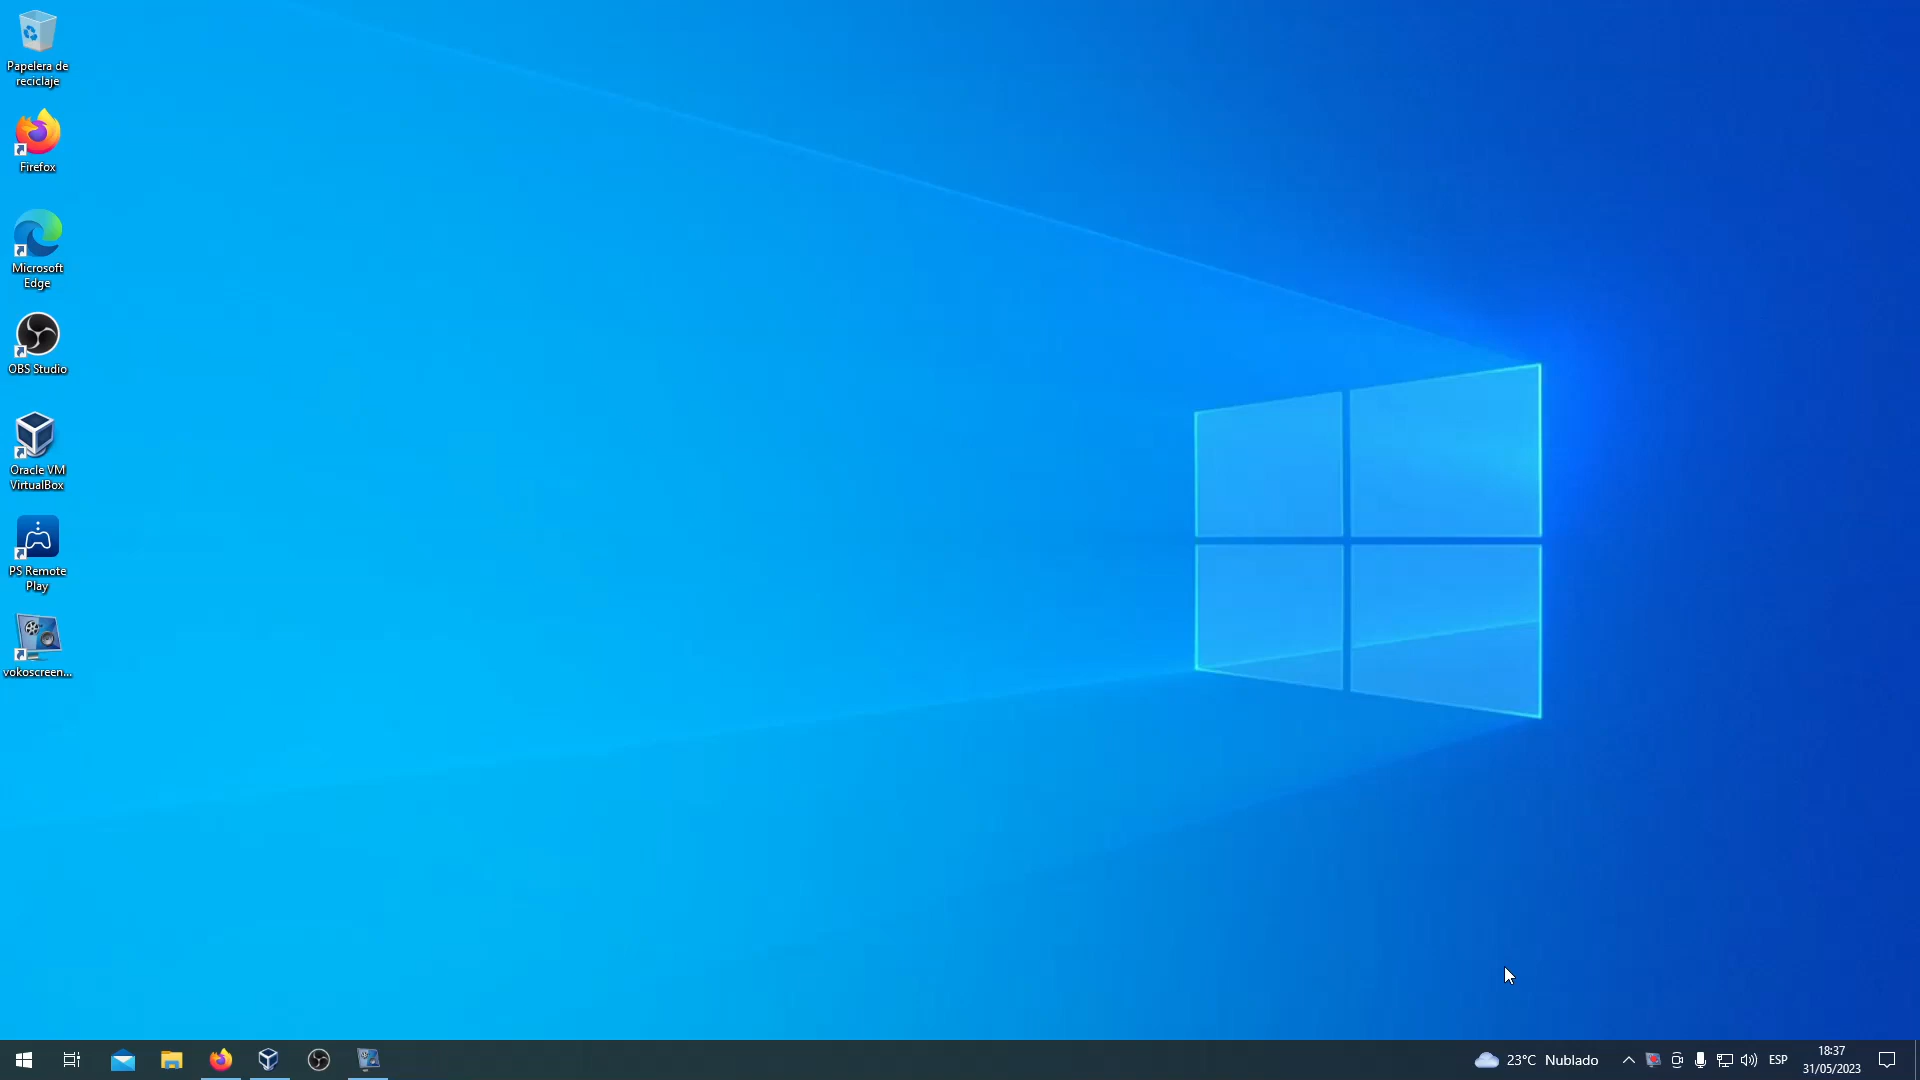 Papelera de
reciclaje
Firefox
Microsoft
Edge
OBS Studio
Oracle VM
VirtualBox
PS Remote
Play
vokoscreen...
23°C Nublado
ESP
18:37
31/05/2023